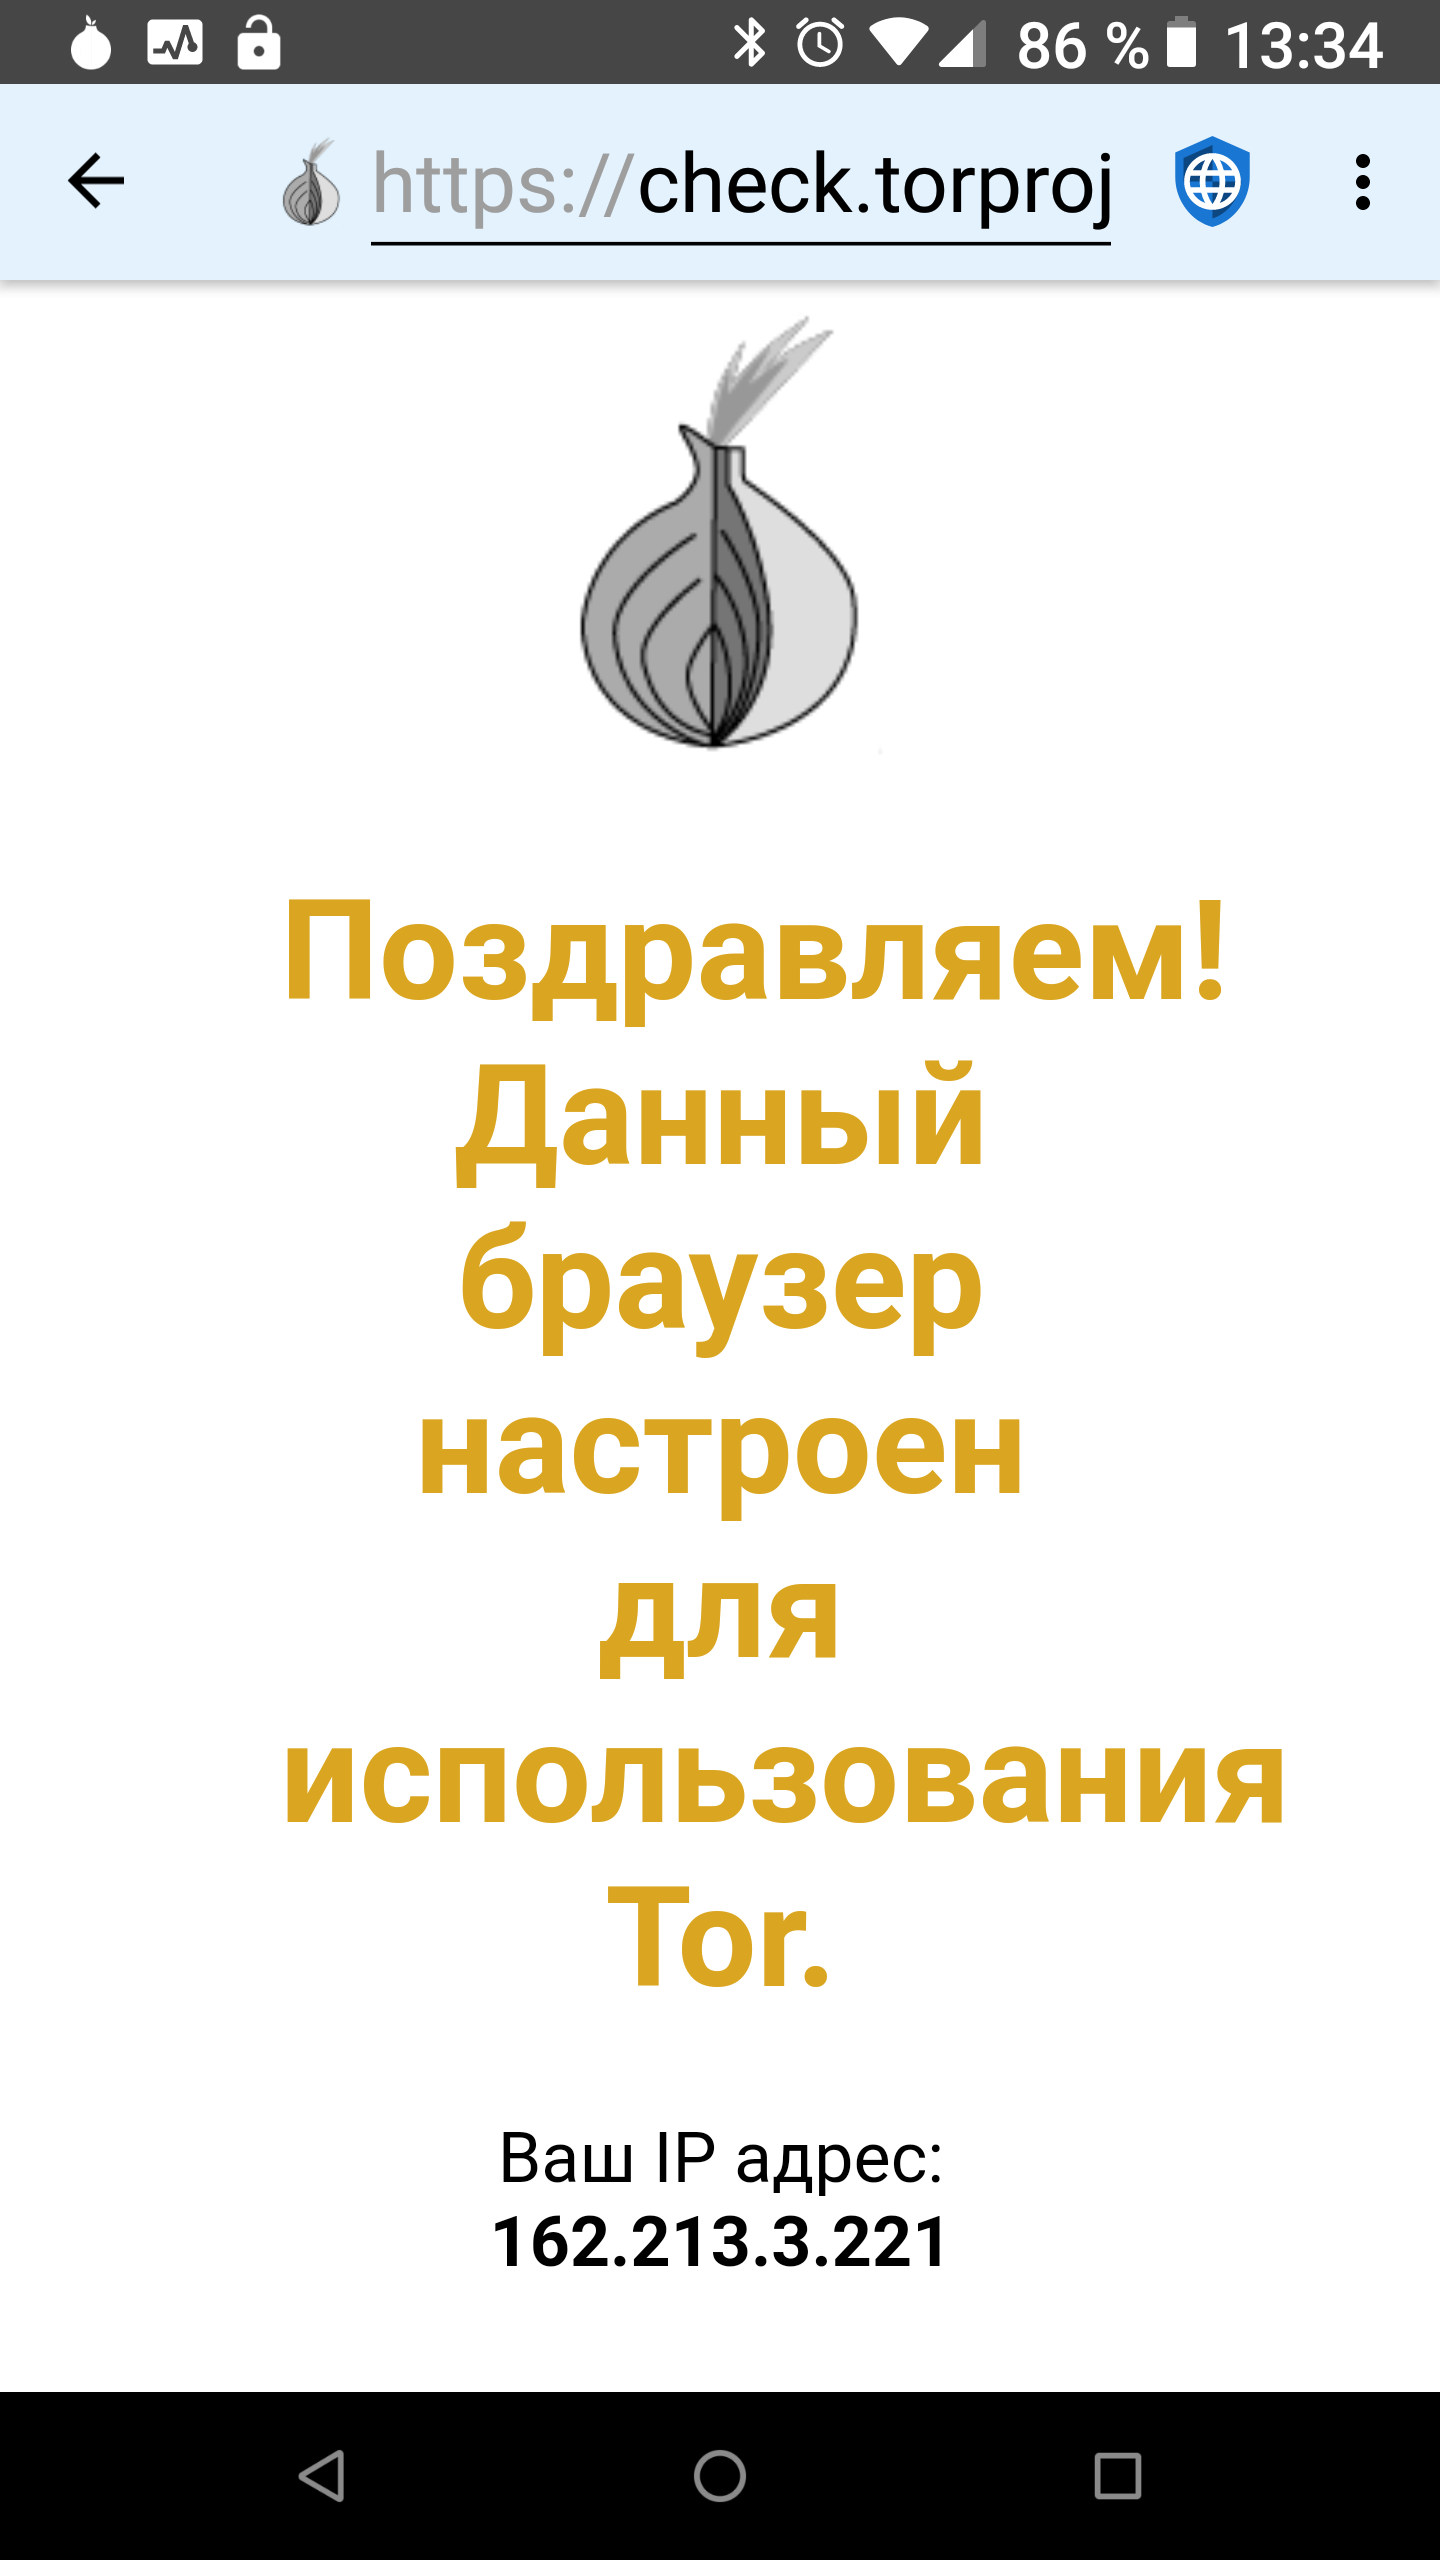 86 % 13:34
https://check.torproj
Поздравляем!
Данный
браузер
настроен
для
использования
Tor.
Ваш IP адрес:
162.213.3.221